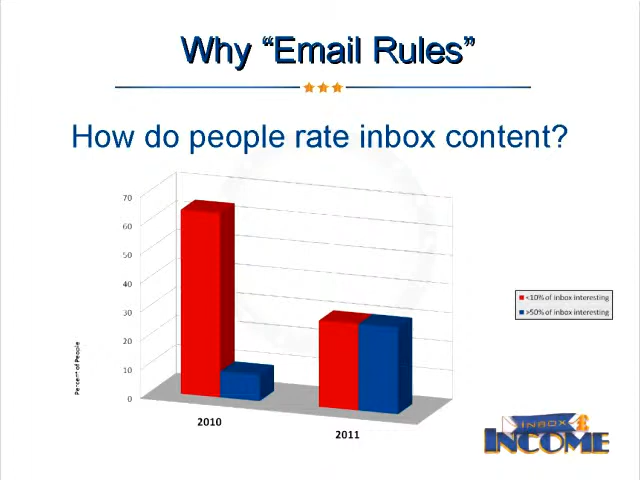 Why “Email Rules”
How do people rate inbox content?
70
60
50
40
30
20
10
0
Percent of People
2010
2011
<10% of inbox interesting
>50% of inbox interesting
INBOX £
INCOME